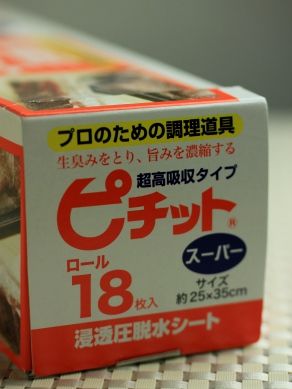 プロのための調理道具
生臭みをとり、旨みを濃縮する
超高吸収タイプ
ピチット®
ロール
18枚入
スーパー
サイズ
約25×35cm
浸透圧脱水シート